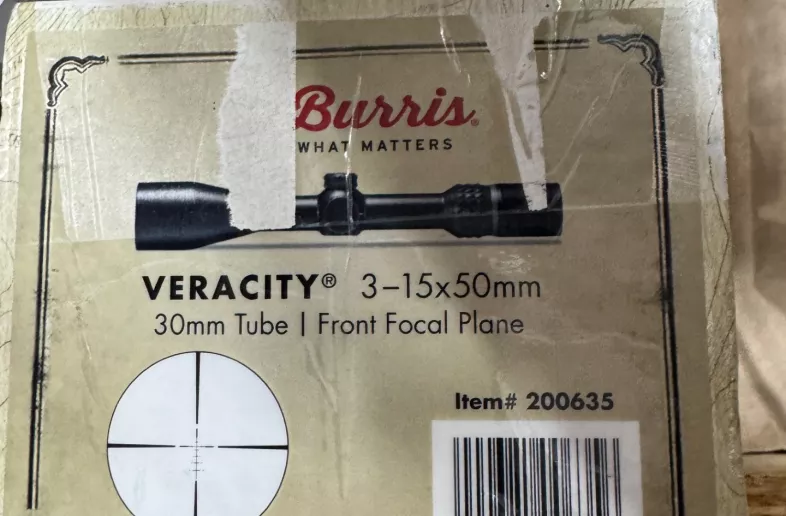 Burris®
WHAT MATTERS
VERACITY® 3–15x50mm
30mm Tube | Front Focal Plane
Item# 200635